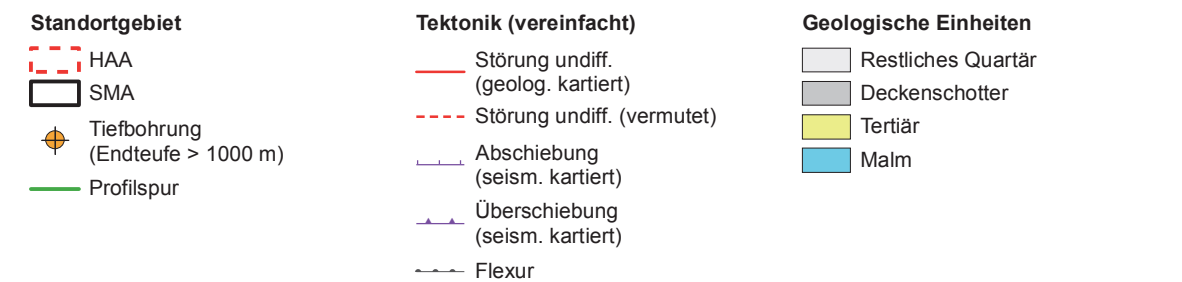 Standortgebiet
HAA
SMA
Tiefbohrung
(Endteufe > 1000 m)
Profilspur
Tektonik (vereinfacht)
Störung undiff.
(geolog. kartiert)
Störung undiff. (vermutet)
Abschiebung
(seism. kartiert)
Überschiebung
(seism. kartiert)
Flexur
Geologische Einheiten
Restliches Quartär
Deckenschotter
Tertiär
Malm